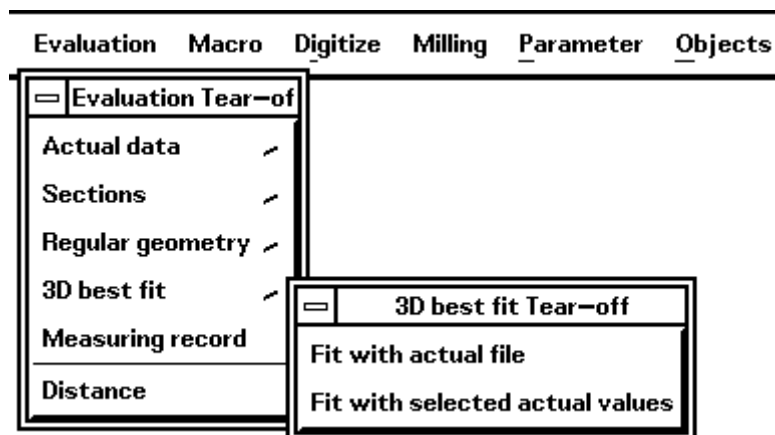 Evaluation Macro Digitize Milling Parameter Objects
Evaluation Tear-of
Actual data
Sections
Regular geometry
3D best fit
Measuring record
Distance
3D best fit Tear-off
Fit with actual file
Fit with selected actual values